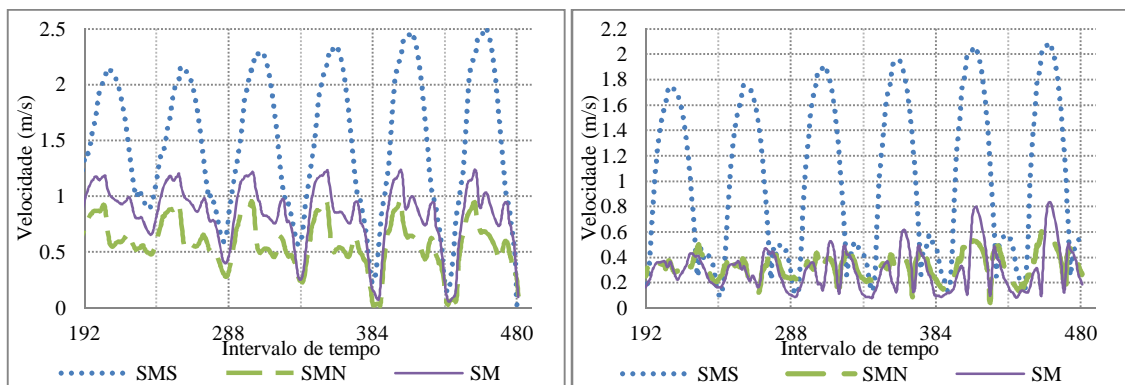 2.5
2
1.5
1
0.5
0
Velocidade (m/s)
192 288 384 480
Intervalo de tempo
SMS SMN SM
2.2
2
1.8
1.6
1.4
1.2
1
0.8
0.6
0.4
0.2
0
Velocidade (m/s)
192 288 384 480
Intervalo de tempo
SMS SMN SM